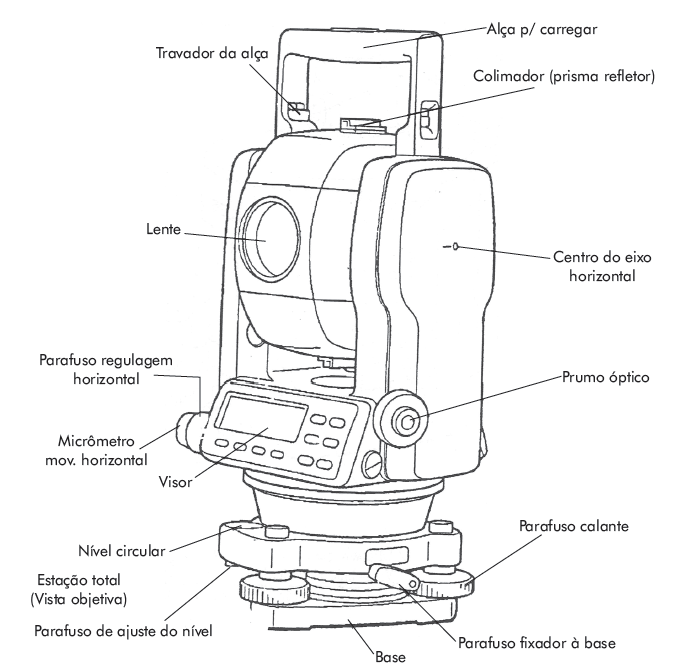 Alça p/ carregar
Travador da alça
Colimador (prisma refletor)
Lente
Centro do eixo
horizontal
Parafuso regulagem
horizontal
Prumo óptico
Micrômetro
mov. horizontal
Visor
Parafuso calante
Nível circular
Estação total
(Vista objetiva)
Parafuso de ajuste do nível
Parafuso fixador à base
Base